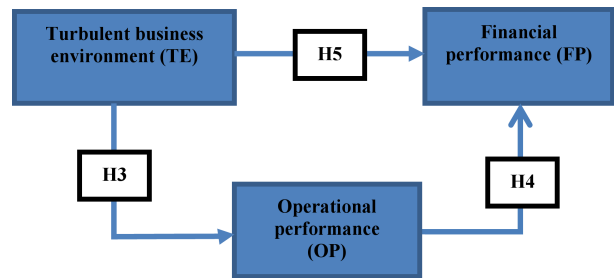 Turbulent business
environment (TE)
H5
Financial
performance (FP)
H3
H4
Operational
performance
(OP)